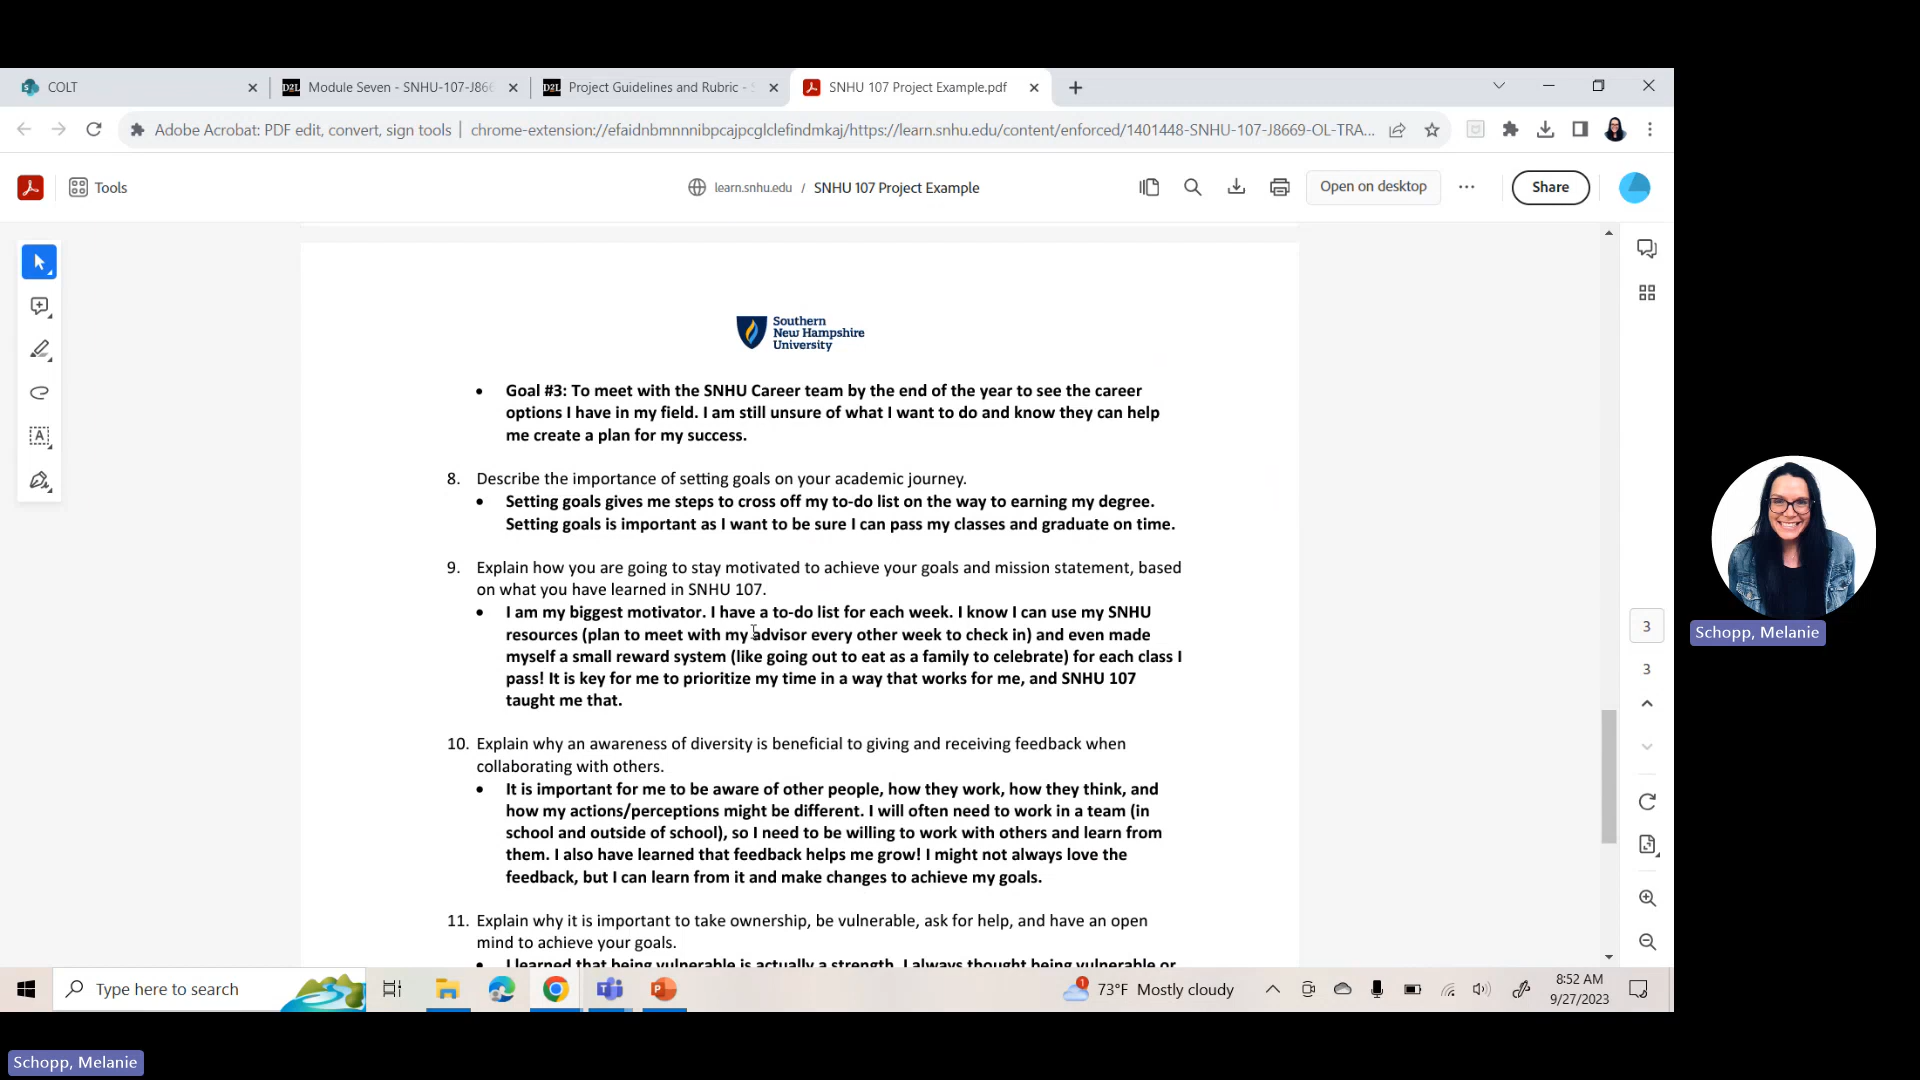 COLT
Module Seven - SNHU-107-J866
Project Guidelines and Rubric - S
SNHU 107 Project Example.pdf
Adobe Acrobat: PDF edit, convert, sign tools
chrome-extension://efaidnbmnnnibpcajpcglclefindmkaj/https://learn.snhu.edu/content/enforced/1401448-SNHU-107-J8669-OL-TRA...
Tools
learn.snhu.edu / SNHU 107 Project Example
Open on desktop
Share
Southern
New Hampshire
University
• Goal #3: To meet with the SNHU Career team by the end of the year to see the career
options I have in my field. I am still unsure of what I want to do and know they can help
me create a plan for my success.
8. Describe the importance of setting goals on your academic journey.
• Setting goals gives me steps to cross off my to-do list on the way to earning my degree.
Setting goals is important as I want to be sure I can pass my classes and graduate on time.
9. Explain how you are going to stay motivated to achieve your goals and mission statement, based
on what you have learned in SNHU 107.
• I am my biggest motivator. I have a to-do list for each week. I know I can use my SNHU
resources (plan to meet with my advisor every other week to check in) and even made
myself a small reward system (like going out to eat as a family to celebrate) for each class I
pass! It is key for me to prioritize my time in a way that works for me, and SNHU 107
taught me that.
10. Explain why an awareness of diversity is beneficial to giving and receiving feedback when
collaborating with others.
• It is important for me to be aware of other people, how they work, how they think, and
how my actions/perceptions might be different. I will often need to work in a team (in
school and outside of school), so I need to be willing to work with others and learn from
them. I also have learned that feedback helps me grow! I might not always love the
feedback, but I can learn from it and make changes to achieve my goals.
11. Explain why it is important to take ownership, be vulnerable, ask for help, and have an open
mind to achieve your goals.
• I learned that being vulnerable is actually a strength. I always thought being vulnerable or
3
3
Schopp, Melanie
Type here to search
1
73°F Mostly cloudy
8:52 AM
9/27/2023
Schopp, Melanie